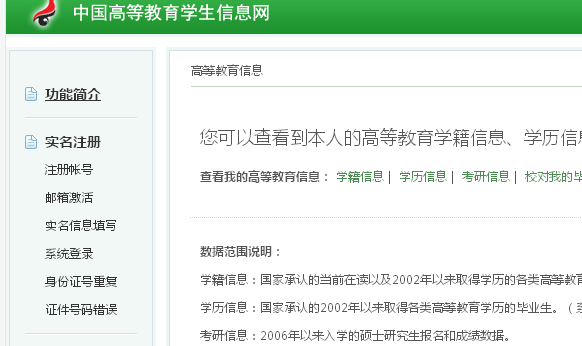 中国高等教育学生信息网
功能简介
实名注册
注册帐号
邮箱激活
实名信息填写
系统登录
身份证号重复
证件号码错误
高等教育信息
您可以查看到本人的高等教育学籍信息、学历信
查看我的高等教育信息： 学籍信息 | 学历信息 | 考研信息 | 校对我的毕
数据范围说明：
学籍信息：国家承认的当前在读以及2002年以来取得学历的各类高等教育
学历信息：国家承认的2002年以来取得各类高等教育学历的毕业生。（
考研信息：2006年以来入学的硕士研究生报名和成绩数据。